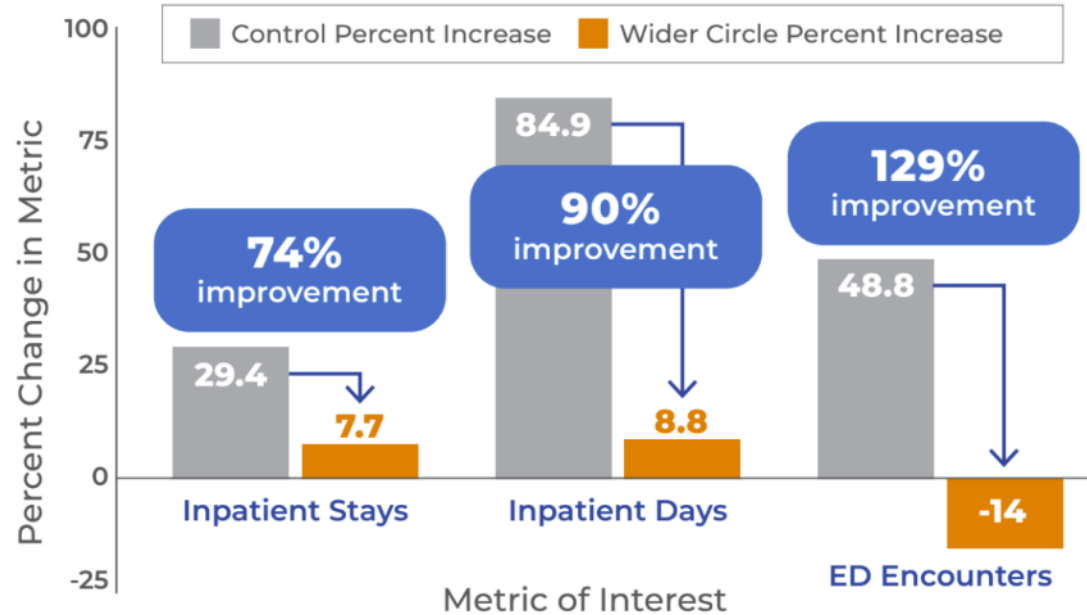 Control Percent Increase
Wider Circle Percent Increase
Percent Change in Metric
100
75
50
25
0
-25
74%
improvement
90%
improvement
129%
improvement
29.4
7.7
84.9
8.8
48.8
-14
Inpatient Stays
Inpatient Days
ED Encounters
Metric of Interest